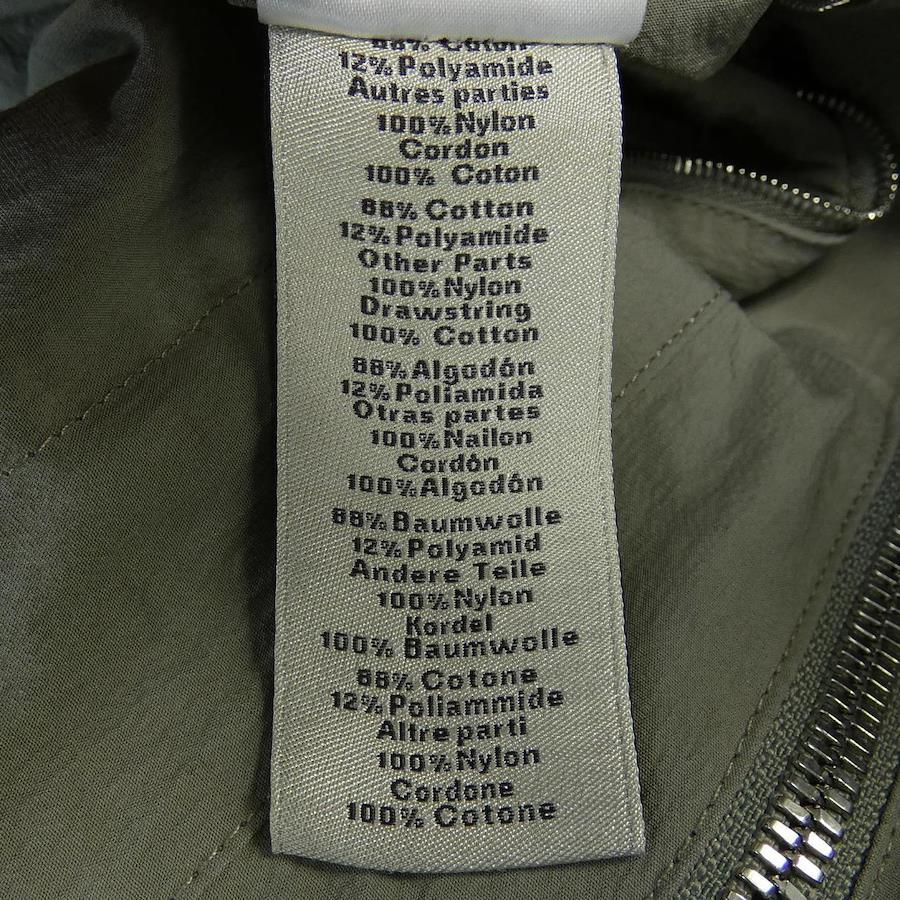 88% Coton
12% Polyamide
Autres parties
100% Nylon
Cordon
100% Coton
88% Cotton
12% Polyamide
Other Parts
100% Nylon
Drawstring
100% Cotton
88% Algodón
12% Poliamida
Otras partes
100% Nailon
Cordón
100% Algodón
88% Baumwolle
12% Polyamid
Andere Teile
100% Nylon
Kordel
100% Baumwolle
88% Cotone
12% Poliammide
Altre parti
100% Nylon
Cordone
100% Cotone